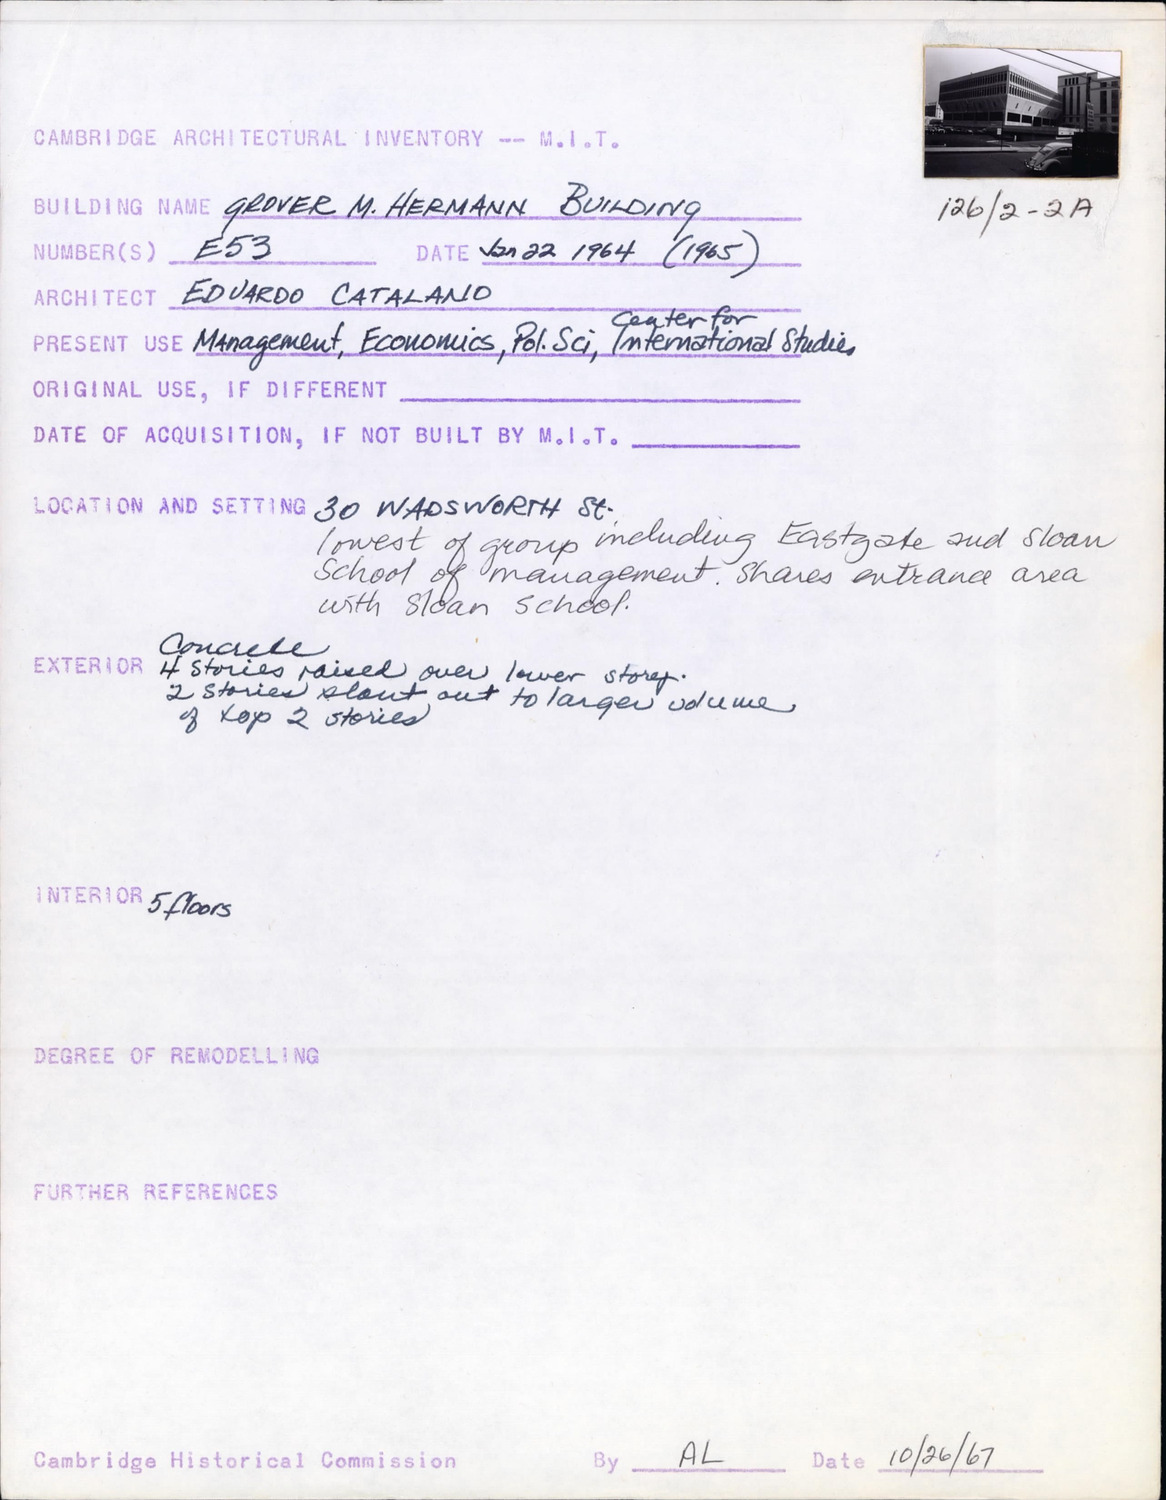 CAMBRIDGE ARCHITECTURAL INVENTORY -- M.I.T.
126/2-2A
BUILDING NAME GROVER M. HERMANN BUILDING
NUMBER(S) E53 DATE Jan 22 1964 (1965)
ARCHITECT EDUARDO CATALANO
Center for
PRESENT USE Management, Economics, Pol. Sci, International Studies
ORIGINAL USE, IF DIFFERENT
DATE OF ACQUISITION, IF NOT BUILT BY M.I.T.
LOCATION AND SETTING 30 WADSWORTH St.
lowest of group including Eastgate and Sloan
School of management. Shares entrance area
with Sloan School.
Concrete
EXTERIOR 4 stories raised over lower story.
2 stories slant out to larger volume
of top 2 stories
INTERIOR 5 floors
DEGREE OF REMODELLING
FURTHER REFERENCES
Cambridge Historical Commission By AL Date 10/26/67